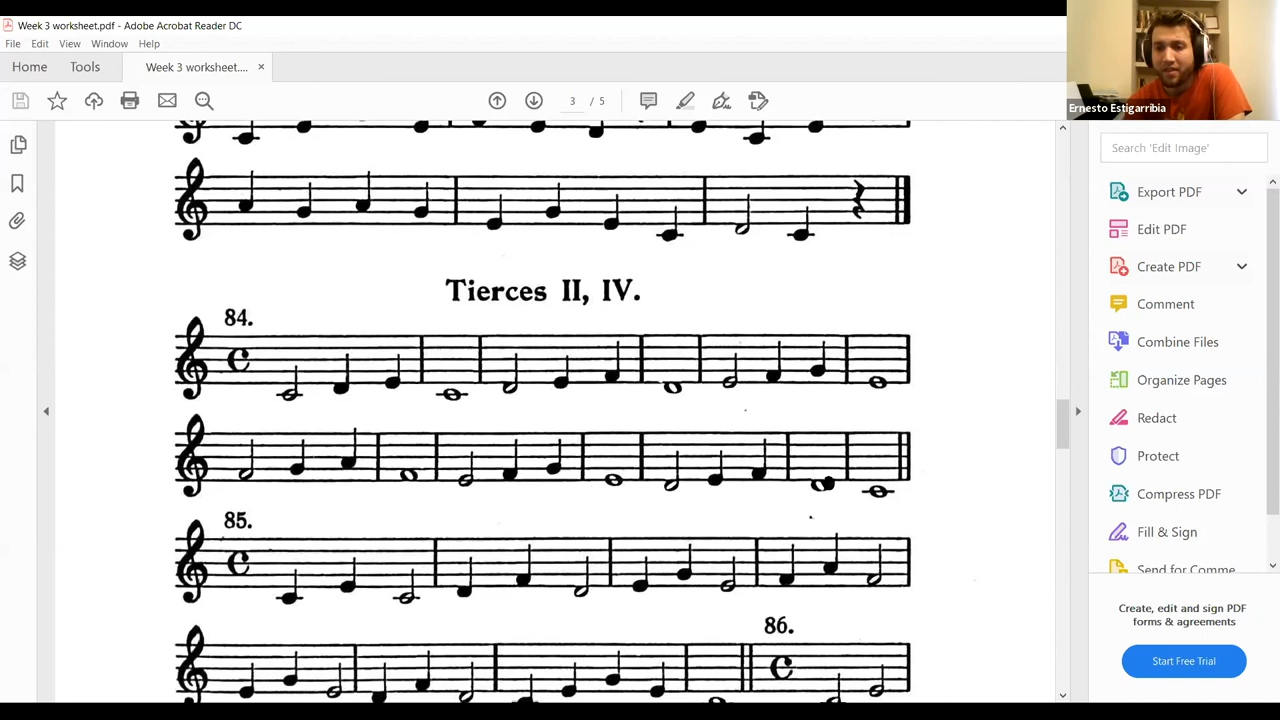 Week 3 worksheet.pdf - Adobe Acrobat Reader DC
File Edit View Window Help
Home Tools Week 3 worksheet.... ×
3 / 5
Ernesto Estigarribia
Search 'Edit Image'
Export PDF
Edit PDF
Create PDF
Comment
Combine Files
Organize Pages
Redact
Protect
Compress PDF
Fill & Sign
Send for Comme
Create, edit and sign PDF
forms & agreements
Start Free Trial
Tierces II, IV.
84.
85.
86.